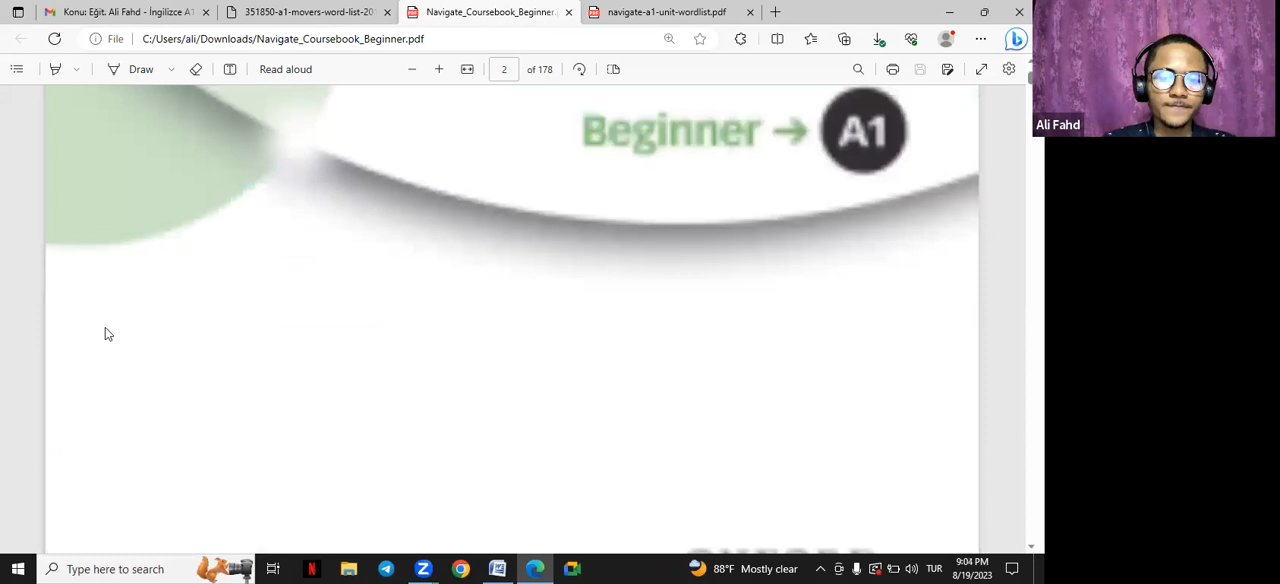 Konu: Eğit. Ali Fahd - İngilizce A1
351850-a1-movers-word-list-201
Navigate_Coursebook_Beginner.
navigate-a1-unit-wordlist.pdf
File
C:/Users/ali/Downloads/Navigate_Coursebook_Beginner.pdf
Draw
Read aloud
2
of 178
Beginner → A1
Ali Fahd
Type here to search
88°F Mostly clear
TUR
9:04 PM
8/19/2023